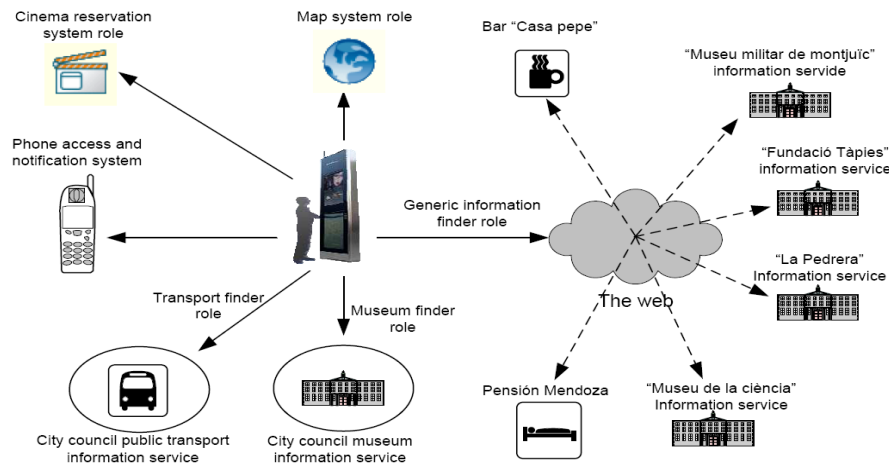 Cinema reservation
system role
Map system role
Bar “Casa pepe”
“Museu militar de montjuïc”
information servide
Phone access and
notification system
“Fundació Tàpies”
information service
Generic information
finder role
“La Pedrera”
Information service
The web
Transport finder
role
Museum finder
role
Pensión Mendoza
“Museu de la ciència”
Information service
City council public transport
information service
City council museum
information service